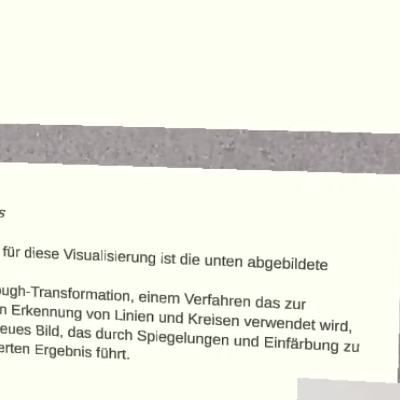 s
für diese Visualisierung ist die unten abgebildete
ough-Transformation, einem Verfahren das zur
n Erkennung von Linien und Kreisen verwendet wird,
eues Bild, das durch Spiegelungen und Einfärbung zu
erten Ergebnis führt.